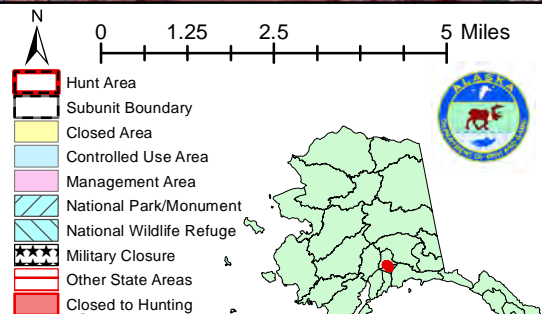 N
0 1.25 2.5 5 Miles
Hunt Area
Subunit Boundary
Closed Area
Controlled Use Area
Management Area
National Park/Monument
National Wildlife Refuge
Military Closure
Other State Areas
Closed to Hunting
ALASKA